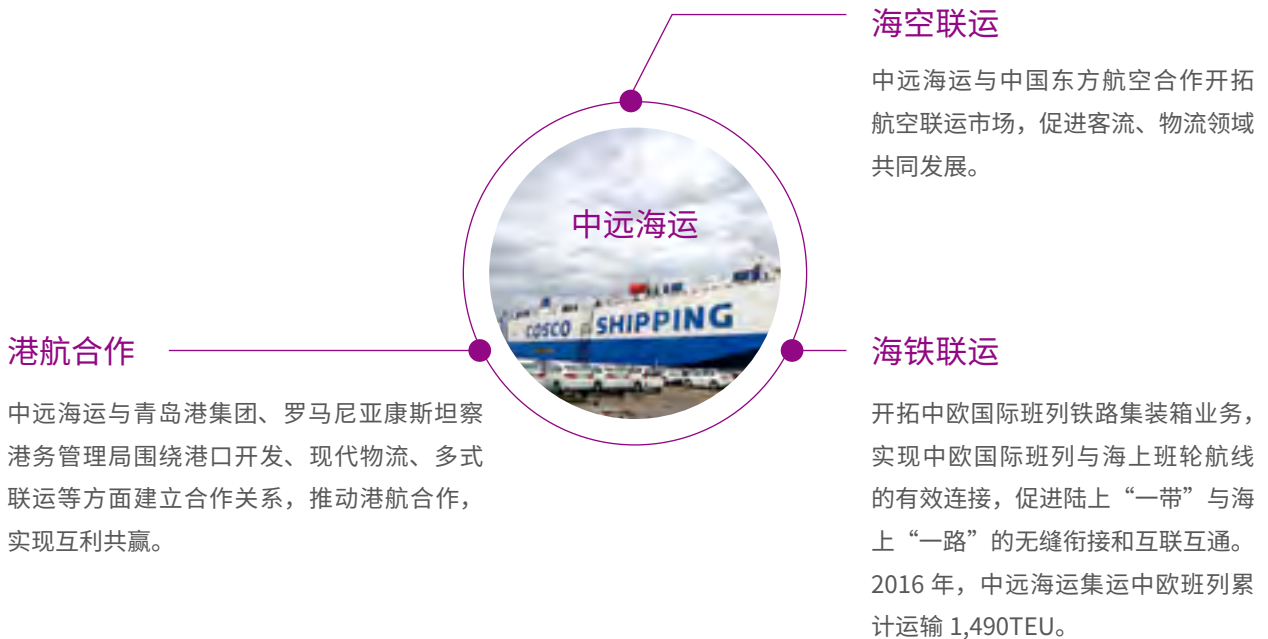 海空联运
中远海运与中国东方航空合作开拓
航空联运市场，促进客流、物流领域
共同发展。
中远海运
COSCO SHIPPING
港航合作
中远海运与青岛港集团、罗马尼亚康斯坦察
港务管理局围绕港口开发、现代物流、多式
联运等方面建立合作关系，推动港航合作，
实现互利共赢。
海铁联运
开拓中欧国际班列铁路集装箱业务，
实现中欧国际班列与海上班轮航线
的有效连接，促进陆上“一带”与海
上“一路”的无缝衔接和互联互通。
2016 年，中远海运集运中欧班列累
计运输 1,490TEU。